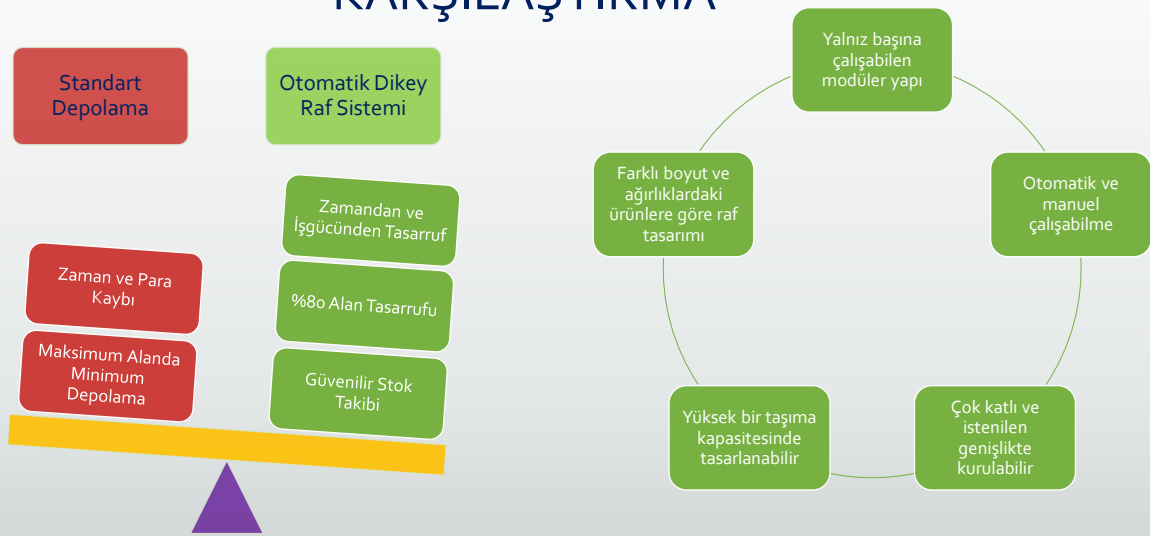 KARŞILAŞTIRMA
Standart
Depolama
Otomatik Dikey
Raf Sistemi
Zaman ve Para
Kaybı
Maksimum Alanda
Minimum
Depolama
Zamandan ve
İşgücünden Tasarruf
%80 Alan Tasarrufu
Güvenilir Stok
Takibi
Yalnız başına
çalışabilen
modüler yapı
Otomatik ve
manuel
çalışabilme
Çok katlı ve
istenilen
genişlikte
kurulabilir
Yüksek bir taşıma
kapasitesinde
tasarlanabilir
Farklı boyut ve
ağırlıklardaki
ürünlere göre raf
tasarımı